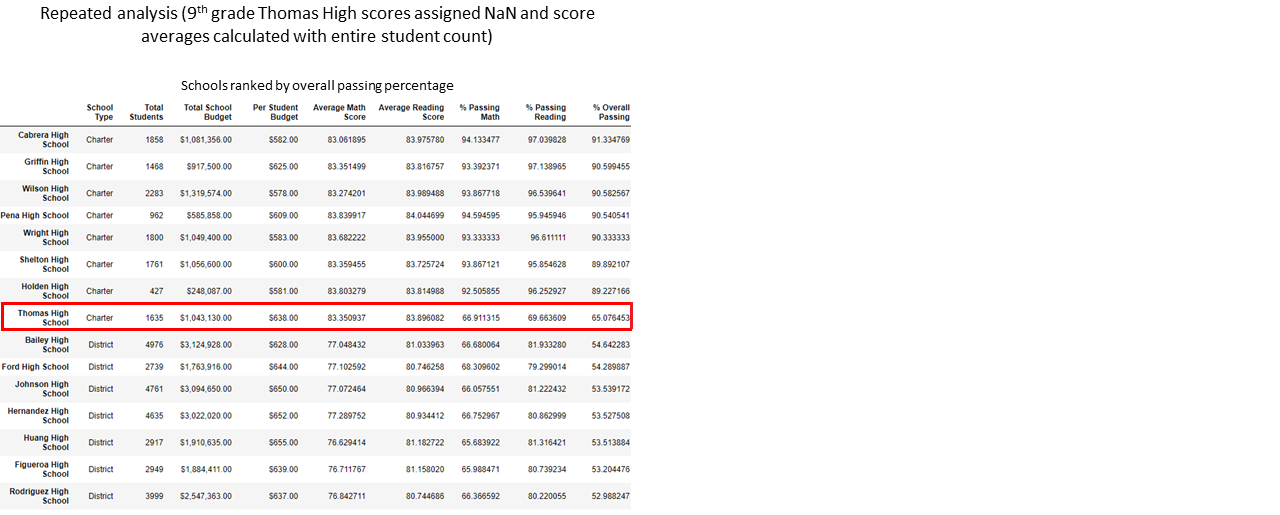 Repeated analysis (9th grade Thomas High scores assigned NaN and score
averages calculated with entire student count)
Schools ranked by overall passing percentage
School Type Total Students Total School Budget Per Student Budget Average Math Score Average Reading Score % Passing Math % Passing Reading % Overall Passing
Cabrera High School Charter 1858 $1,081,356.00 $582.00 83.061895 83.975780 94.133477 97.039828 91.334769
Griffin High School Charter 1468 $917,500.00 $625.00 83.351499 83.816757 93.392371 97.138965 90.599455
Wilson High School Charter 2283 $1,319,574.00 $578.00 83.274201 83.989488 93.867718 96.539641 90.582567
Pena High School Charter 962 $585,858.00 $609.00 83.839917 84.044699 94.594595 95.945946 90.540541
Wright High School Charter 1800 $1,049,400.00 $583.00 83.682222 83.955000 93.333333 96.611111 90.333333
Shelton High School Charter 1761 $1,056,600.00 $600.00 83.359455 83.725724 93.867121 95.854628 89.892107
Holden High School Charter 427 $248,087.00 $581.00 83.803279 83.814988 92.505855 96.252927 89.227166
Thomas High School Charter 1635 $1,043,130.00 $638.00 83.350937 83.896082 66.911315 69.663609 65.076453
Bailey High School District 4976 $3,124,928.00 $628.00 77.048432 81.033963 66.680064 81.933280 54.642283
Ford High School District 2739 $1,763,916.00 $644.00 77.102592 80.746258 68.309602 79.299014 54.289887
Johnson High School District 4761 $3,094,650.00 $650.00 77.072464 80.966394 66.057551 81.222432 53.539172
Hernandez High School District 4635 $3,022,020.00 $652.00 77.289752 80.934412 66.752967 80.862999 53.527508
Huang High School District 2917 $1,910,635.00 $655.00 76.629414 81.182722 65.683922 81.316421 53.513884
Figueroa High School District 2949 $1,884,411.00 $639.00 76.711767 81.158020 65.988471 80.739234 53.204476
Rodriguez High School District 3999 $2,547,363.00 $637.00 76.842711 80.744686 66.366592 80.220055 52.988247